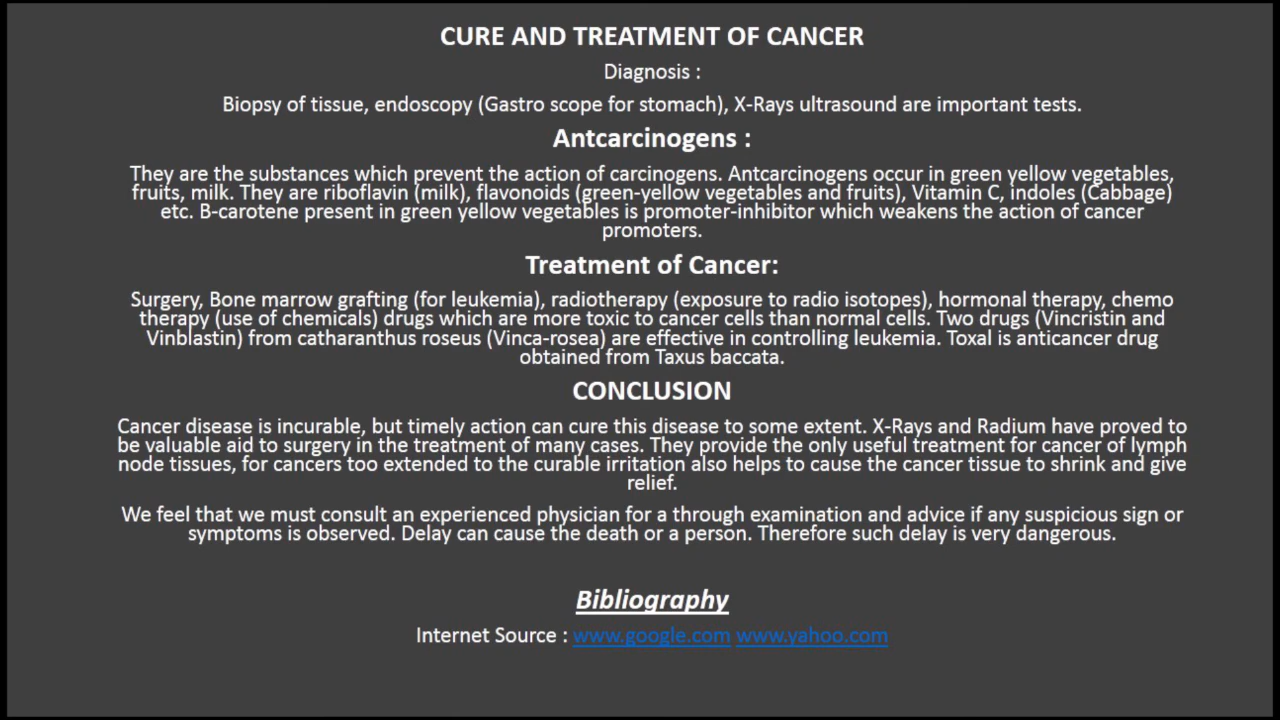 CURE AND TREATMENT OF CANCER
Diagnosis :
Biopsy of tissue, endoscopy (Gastro scope for stomach), X-Rays ultrasound are important tests.
Antcarcinogens :
They are the substances which prevent the action of carcinogens. Antcarcinogens occur in green yellow vegetables,
fruits, milk. They are riboflavin (milk), flavonoids (green-yellow vegetables and fruits), Vitamin C, indoles (Cabbage)
etc. B-carotene present in green yellow vegetables is promoter-inhibitor which weakens the action of cancer
promoters.
Treatment of Cancer:
Surgery, Bone marrow grafting (for leukemia), radiotherapy (exposure to radio isotopes), hormonal therapy, chemo
therapy (use of chemicals) drugs which are more toxic to cancer cells than normal cells. Two drugs (Vincristin and
Vinblastin) from catharanthus roseus (Vinca-rosea) are effective in controlling leukemia. Toxal is anticancer drug
obtained from Taxus baccata.
CONCLUSION
Cancer disease is incurable, but timely action can cure this disease to some extent. X-Rays and Radium have proved to
be valuable aid to surgery in the treatment of many cases. They provide the only useful treatment for cancer of lymph
node tissues, for cancers too extended to the curable irritation also helps to cause the cancer tissue to shrink and give
relief.
We feel that we must consult an experienced physician for a through examination and advice if any suspicious sign or
symptoms is observed. Delay can cause the death or a person. Therefore such delay is very dangerous.
Bibliography
Internet Source : www.google.com www.yahoo.com